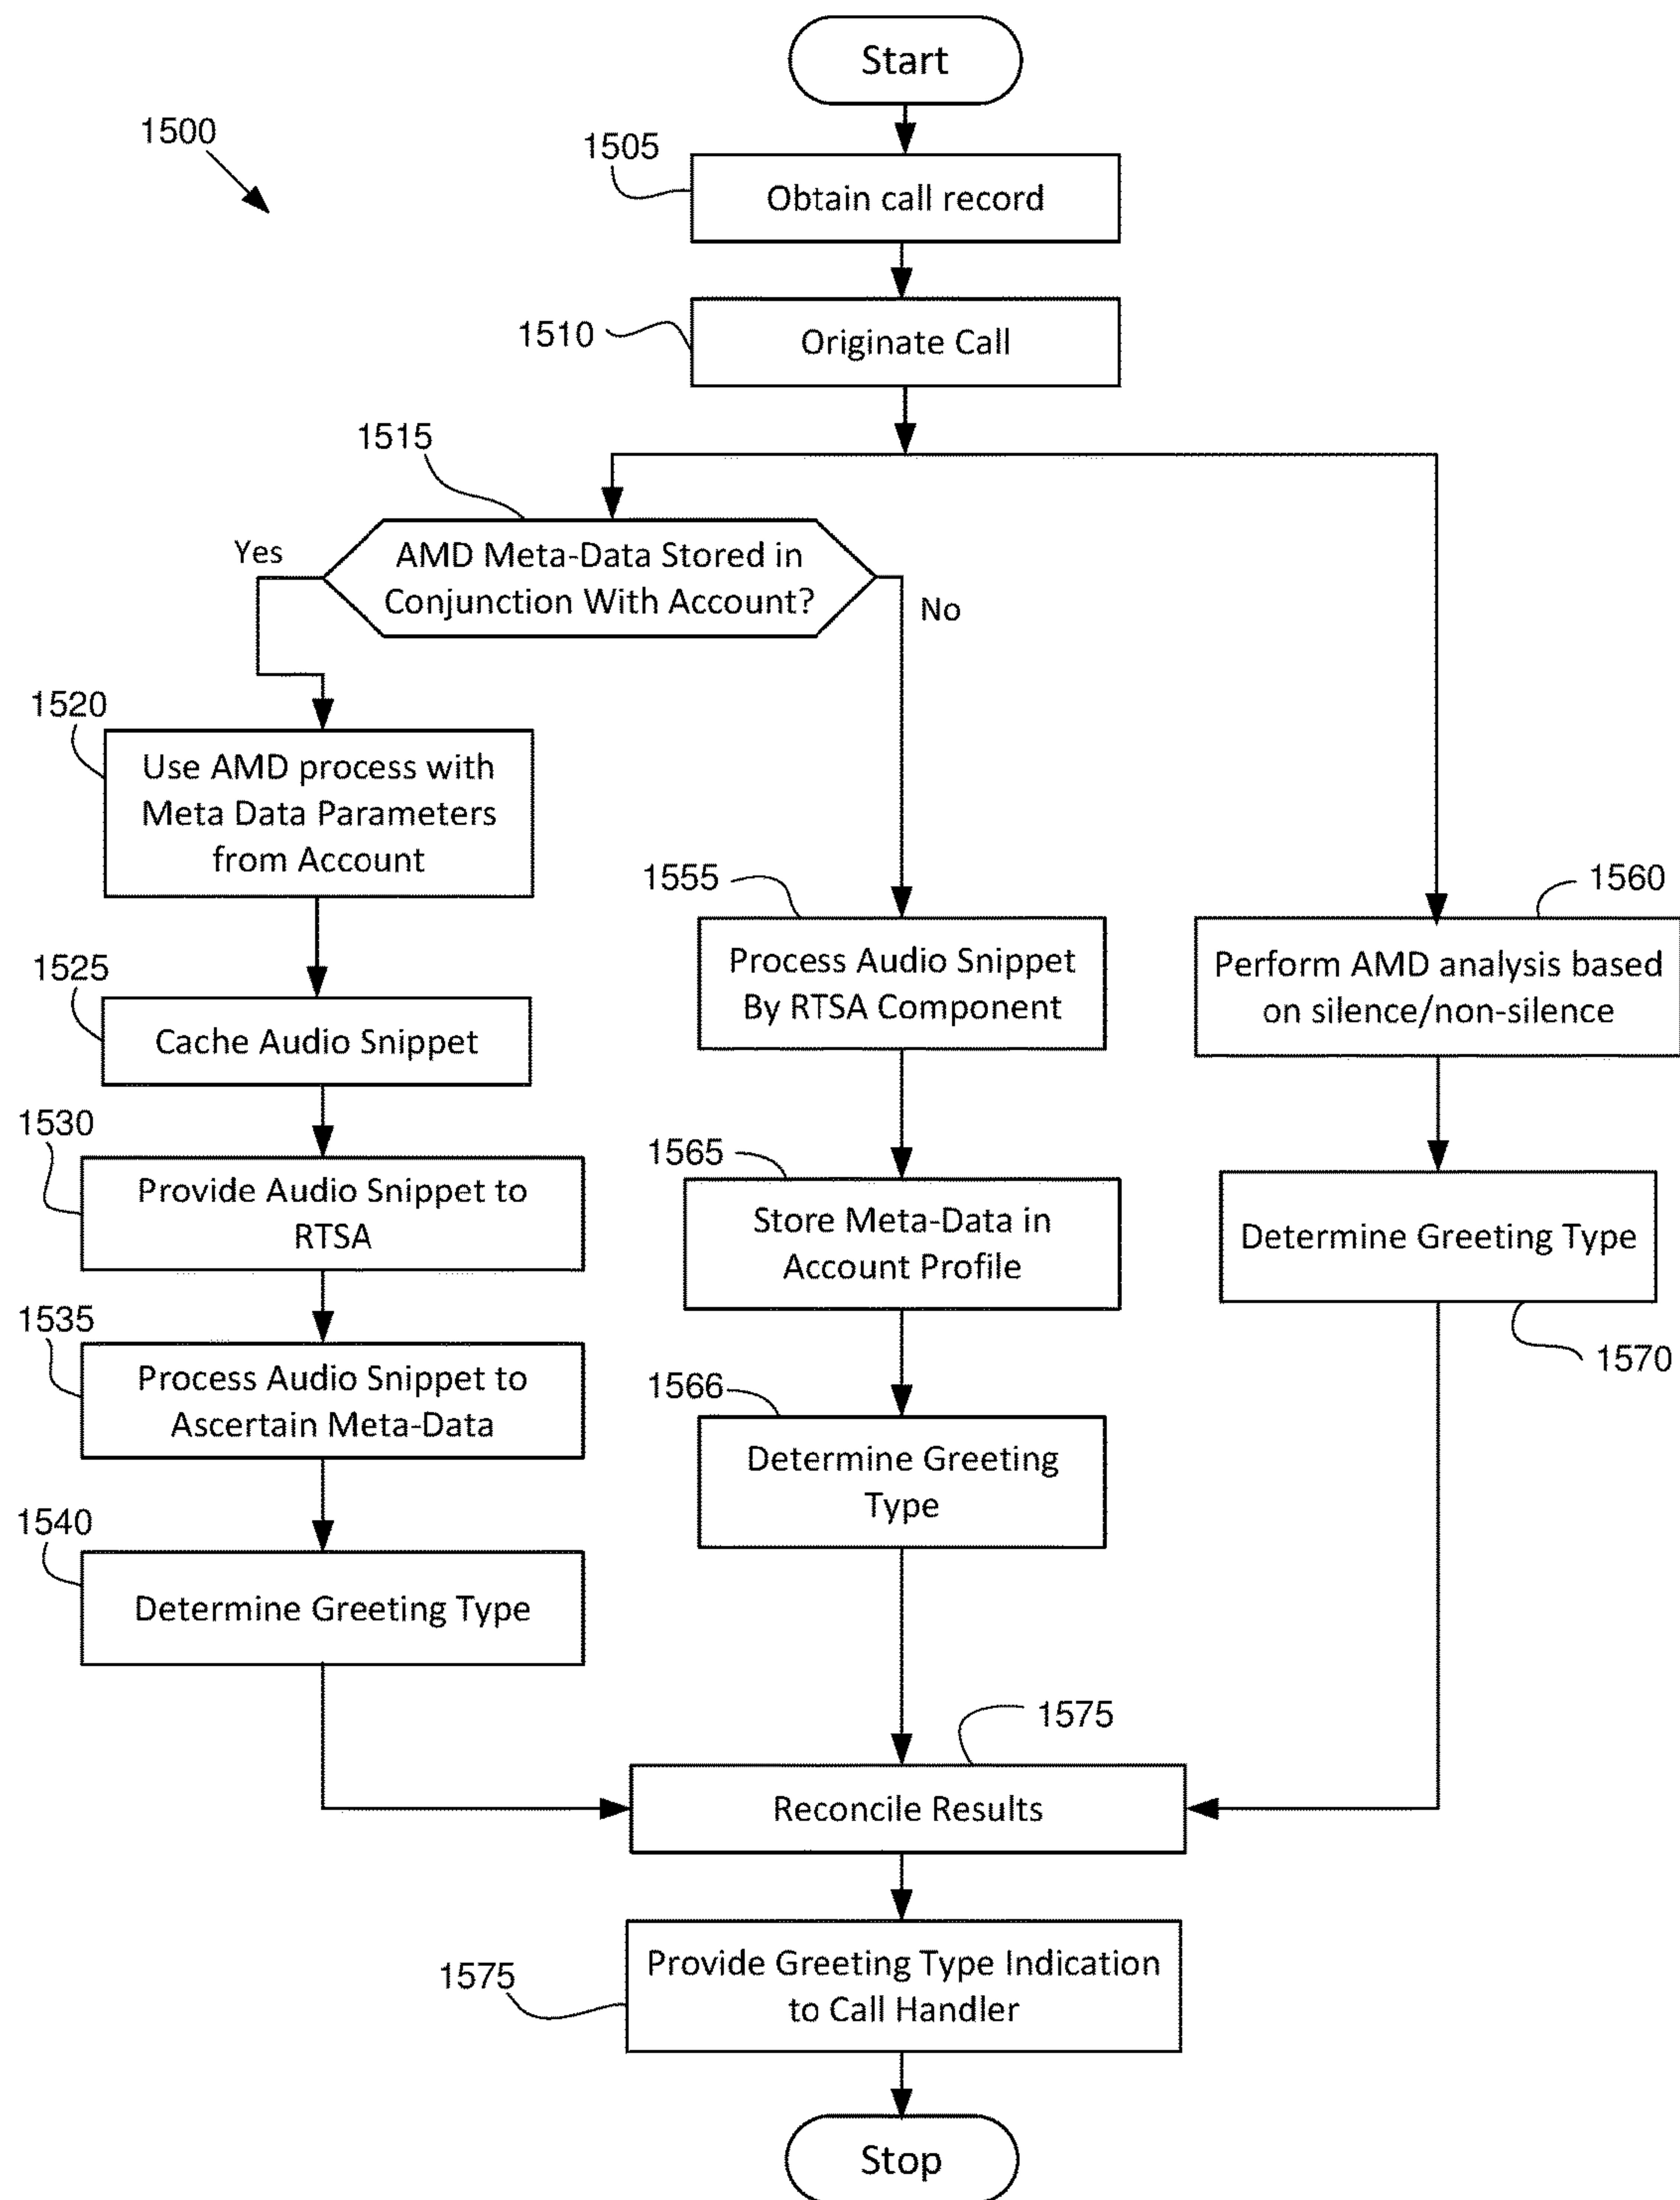 Start
1500
1505
Obtain call record
1510
Originate Call
1515
Yes
AMD Meta-Data Stored in
Conjunction With Account?
No
1520
Use AMD process with
Meta Data Parameters
from Account
1555
Process Audio Snippet
By RTSA Component
1560
Perform AMD analysis based
on silence/non-silence
1525
Cache Audio Snippet
1530
Provide Audio Snippet to
RTSA
1565
Store Meta-Data in
Account Profile
Determine Greeting Type
1570
1535
Process Audio Snippet to
Ascertain Meta-Data
1566
Determine Greeting
Type
1540
Determine Greeting Type
1575
Reconcile Results
1575
Provide Greeting Type Indication
to Call Handler
Stop